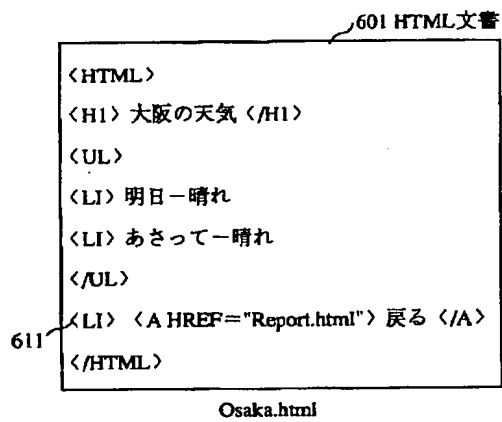 601 HTML文書
〈HTML〉
〈H1〉大阪の天気〈/H1〉
〈UL〉
〈LI〉明日－晴れ
〈LI〉あさって－晴れ
〈/UL〉
611 〈LI〉〈A HREF＝"Report.html"〉戻る〈/A〉
〈/HTML〉
Osaka.html